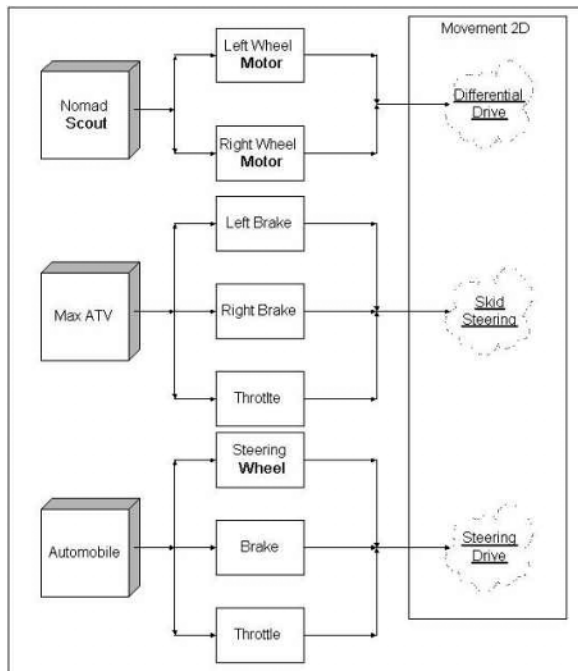 Movement 2D
Left Wheel
Motor
Nomad
Scout
Differential
Drive
Right Wheel
Motor
Left Brake
Max ATV
Right Brake
Skid
Steering
Throtlte
Steering
Wheel
Automobile
Brake
Steering
Drive
Throttle